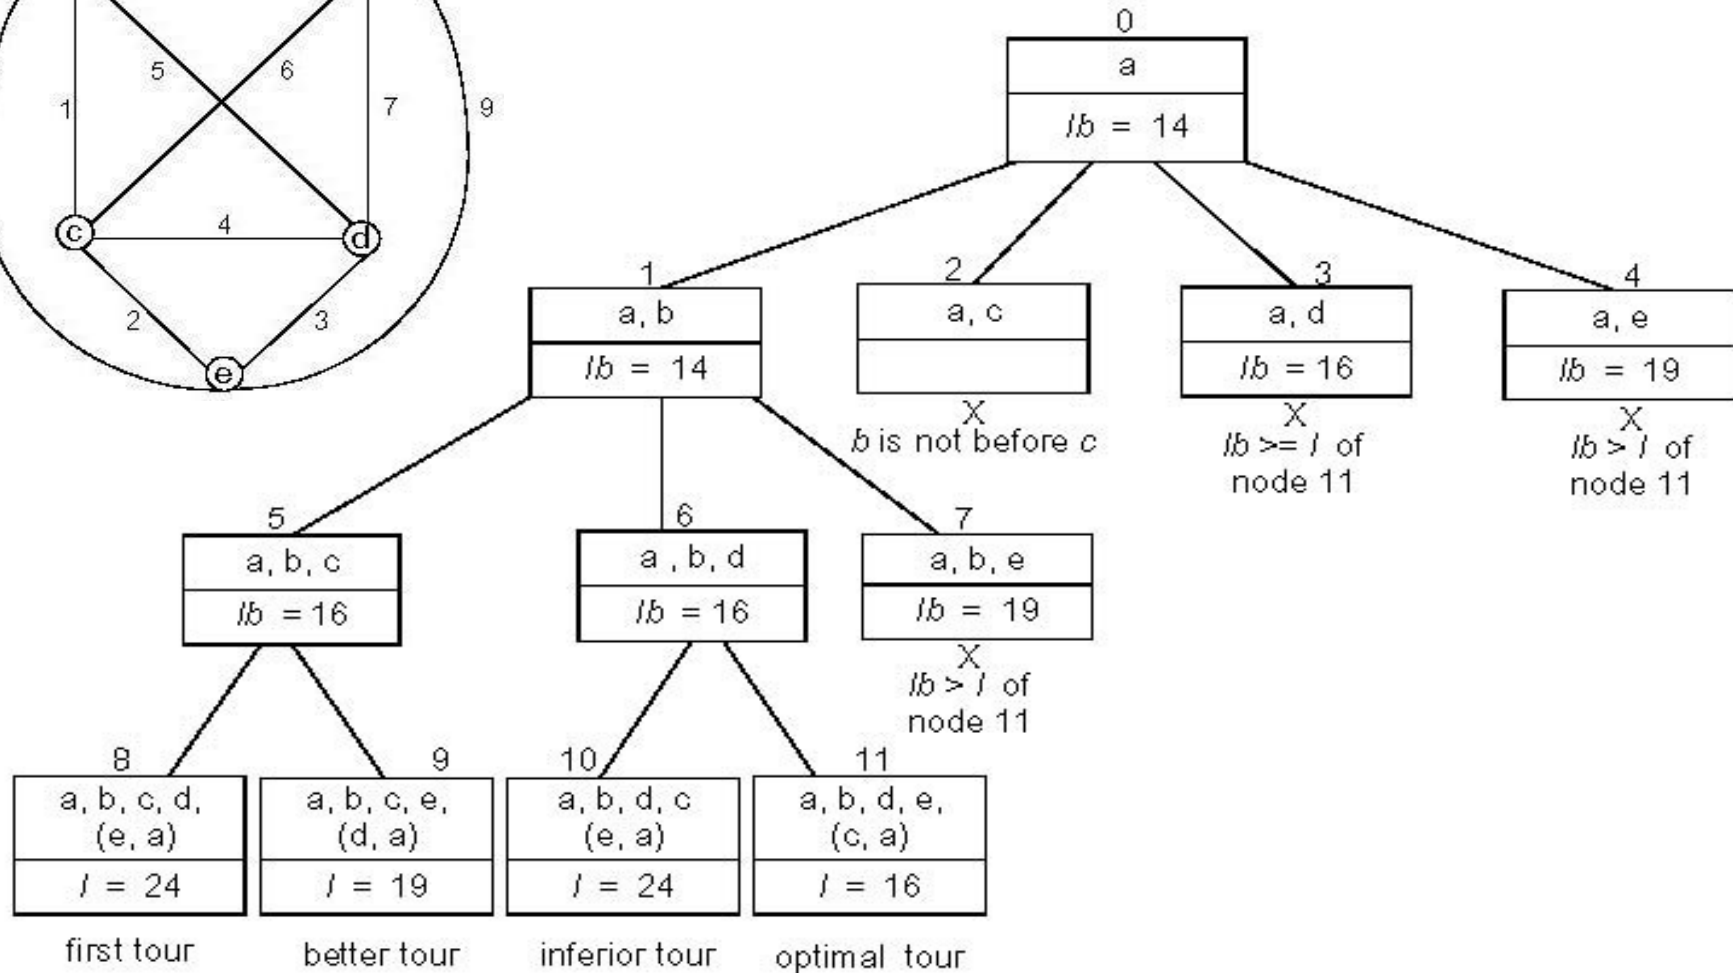 0
a
lb = 14
5
6
1
7
9
c
4
d
2
3
e
1
a, b
lb = 14
2
a, c
X
b is not before c
3
a, d
lb = 16
X
lb >= l of
node 11
4
a, e
lb = 19
X
lb > l of
node 11
5
a, b, c
lb = 16
6
a , b, d
lb = 16
7
a, b, e
lb = 19
X
lb > l of
node 11
8
a, b, c, d,
(e, a)
l = 24
first tour
9
a, b, c, e,
(d, a)
l = 19
better tour
10
a, b, d, c
(e, a)
l = 24
inferior tour
11
a, b, d, e,
(c, a)
l = 16
optimal tour